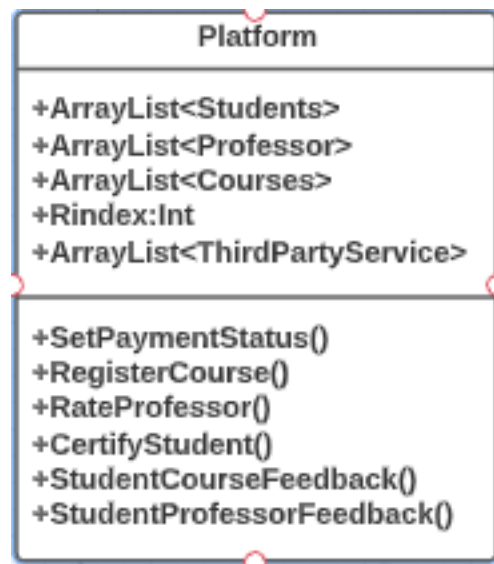 Platform
+ArrayList<Students>
+ArrayList<Professor>
+ArrayList<Courses>
+Rindex:Int
+ArrayList<ThirdPartyService>
+SetPaymentStatus()
+RegisterCourse()
+RateProfessor()
+CertifyStudent()
+StudentCourseFeedback()
+StudentProfessorFeedback()